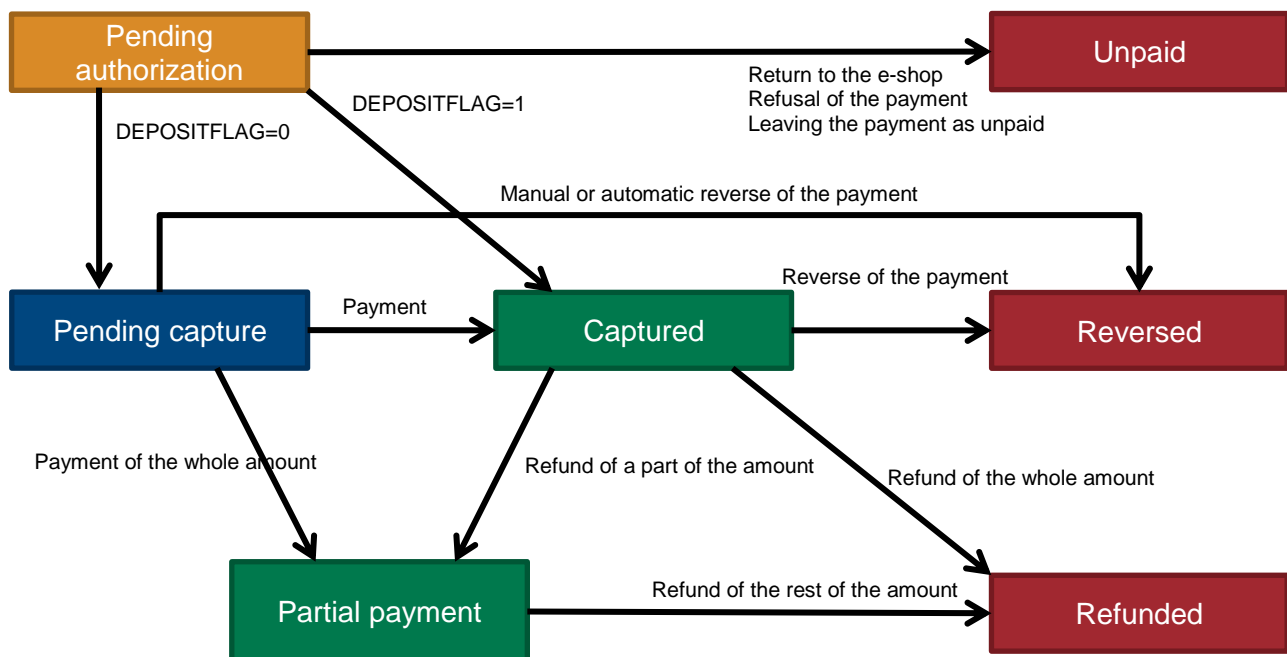 Pending
authorization
Unpaid
Return to the e-shop
Refusal of the payment
Leaving the payment as unpaid
DEPOSITFLAG=1
DEPOSITFLAG=0
Manual or automatic reverse of the payment
Reverse of the payment
Payment
Pending capture
Captured
Reversed
Payment of the whole amount
Refund of a part of the amount
Refund of the whole amount
Refund of the rest of the amount
Partial payment
Refunded